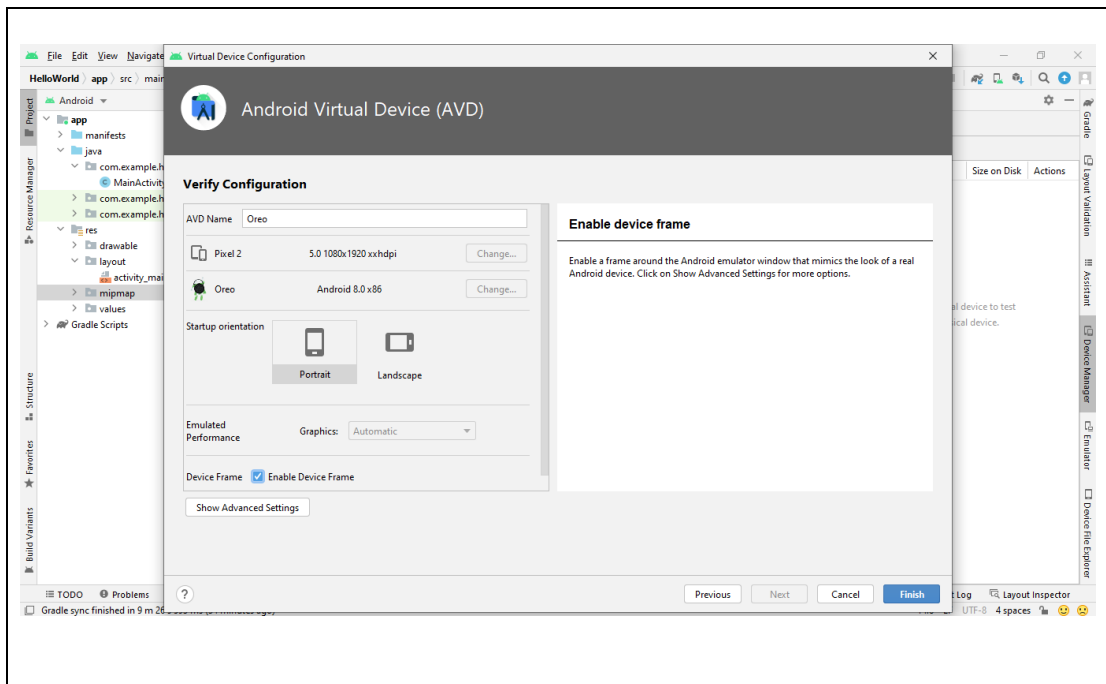 File Edit View Navigate
Virtual Device Configuration
HelloWorld app src main
Android
Android Virtual Device (AVD)
Project
Resource Manager
Structure
Favorites
Build Variants
app
manifests
java
com.example.h
MainActivity
com.example.h
com.example.h
res
drawable
layout
activity_mai
mipmap
values
Gradle Scripts
Verify Configuration
AVD Name Oreo
Pixel 2 5.0 1080x1920 xxhdpi Change...
Oreo Android 8.0 x86 Change...
Startup orientation
Portrait Landscape
Emulated
Performance
Graphics: Automatic
Device Frame Enable Device Frame
Show Advanced Settings
Enable device frame
Enable a frame around the Android emulator window that mimics the look of a real
Android device. Click on Show Advanced Settings for more options.
? Previous Next Cancel Finish
Size on Disk Actions
al device to test
ical device.
Gradle
Layout Validation
Assistant
Device Manager
Emulator
Device File Explorer
TODO Problems
t Log Layout Inspector
Gradle sync finished in 9 m 26
UTF-8 4 spaces